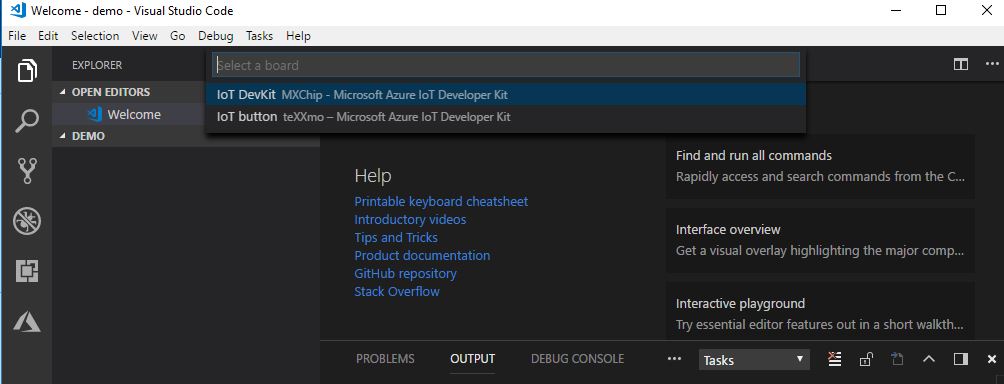 Welcome - demo - Visual Studio Code
File Edit Selection View Go Debug Tasks Help
EXPLORER
Select a board
OPEN EDITORS
IoT DevKit MXChip - Microsoft Azure IoT Developer Kit
Welcome
IoT button teXXmo – Microsoft Azure IoT Developer Kit
DEMO
Help
Printable keyboard cheatsheet
Introductory videos
Tips and Tricks
Product documentation
GitHub repository
Stack Overflow
Find and run all commands
Rapidly access and search commands from the C...
Interface overview
Get a visual overlay highlighting the major comp...
Interactive playground
Try essential editor features out in a short walkth...
PROBLEMS OUTPUT DEBUG CONSOLE ... Tasks